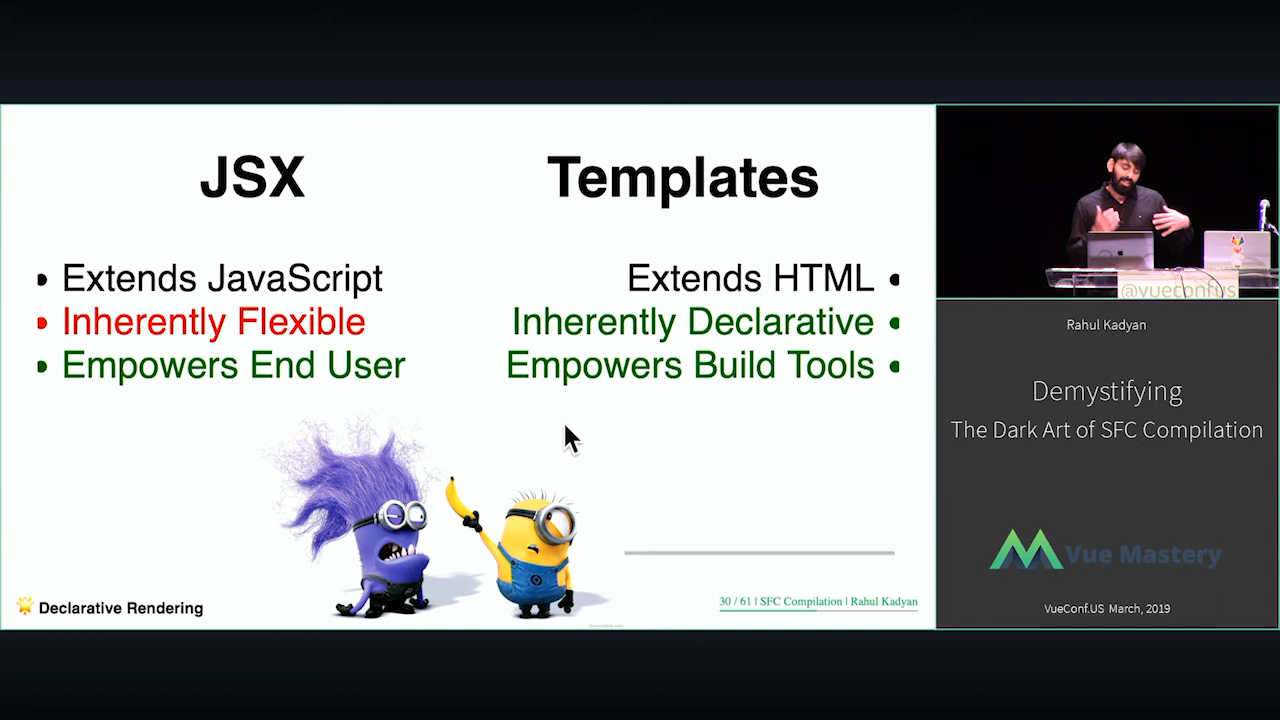 JSX
Extends JavaScript
Inherently Flexible
Empowers End User
Templates
Extends HTML
Inherently Declarative
Empowers Build Tools
Declarative Rendering
30 / 61 | SFC Compilation | Rahul Kadyan
@vueconfus
Rahul Kadyan
Demystifying
The Dark Art of SFC Compilation
Vue Mastery
VueConf.US March, 2019